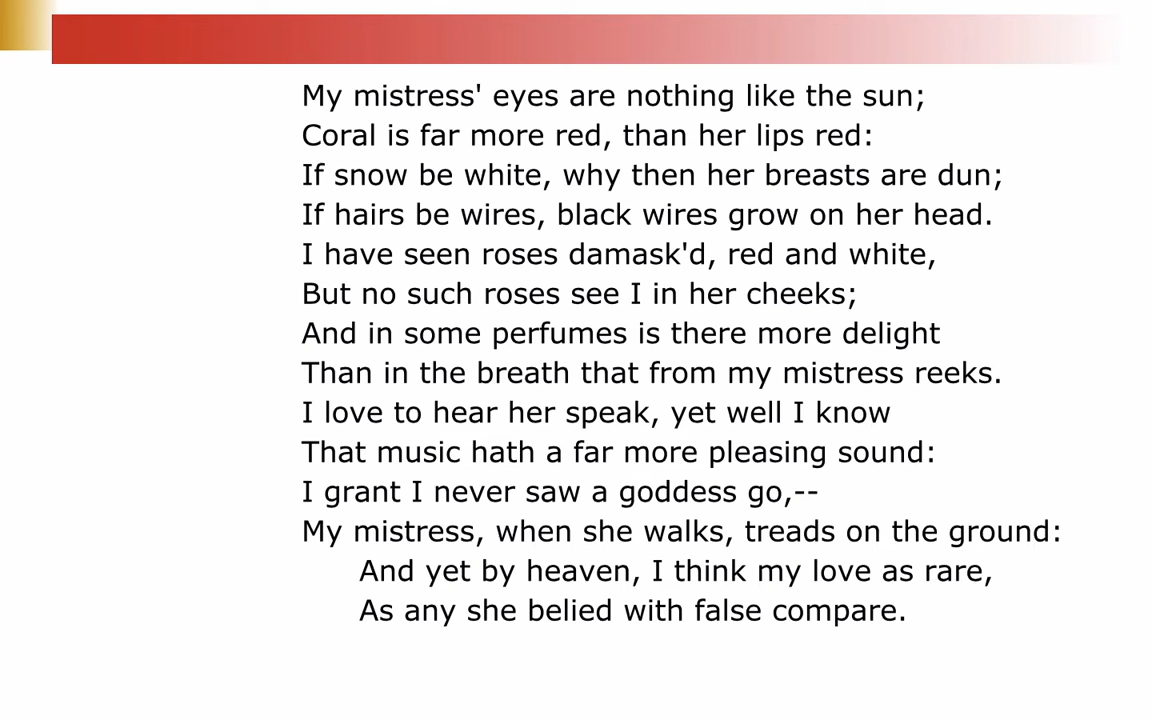 My mistress' eyes are nothing like the sun;
Coral is far more red, than her lips red:
If snow be white, why then her breasts are dun;
If hairs be wires, black wires grow on her head.
I have seen roses damask'd, red and white,
But no such roses see I in her cheeks;
And in some perfumes is there more delight
Than in the breath that from my mistress reeks.
I love to hear her speak, yet well I know
That music hath a far more pleasing sound:
I grant I never saw a goddess go,--
My mistress, when she walks, treads on the ground:
And yet by heaven, I think my love as rare,
As any she belied with false compare.